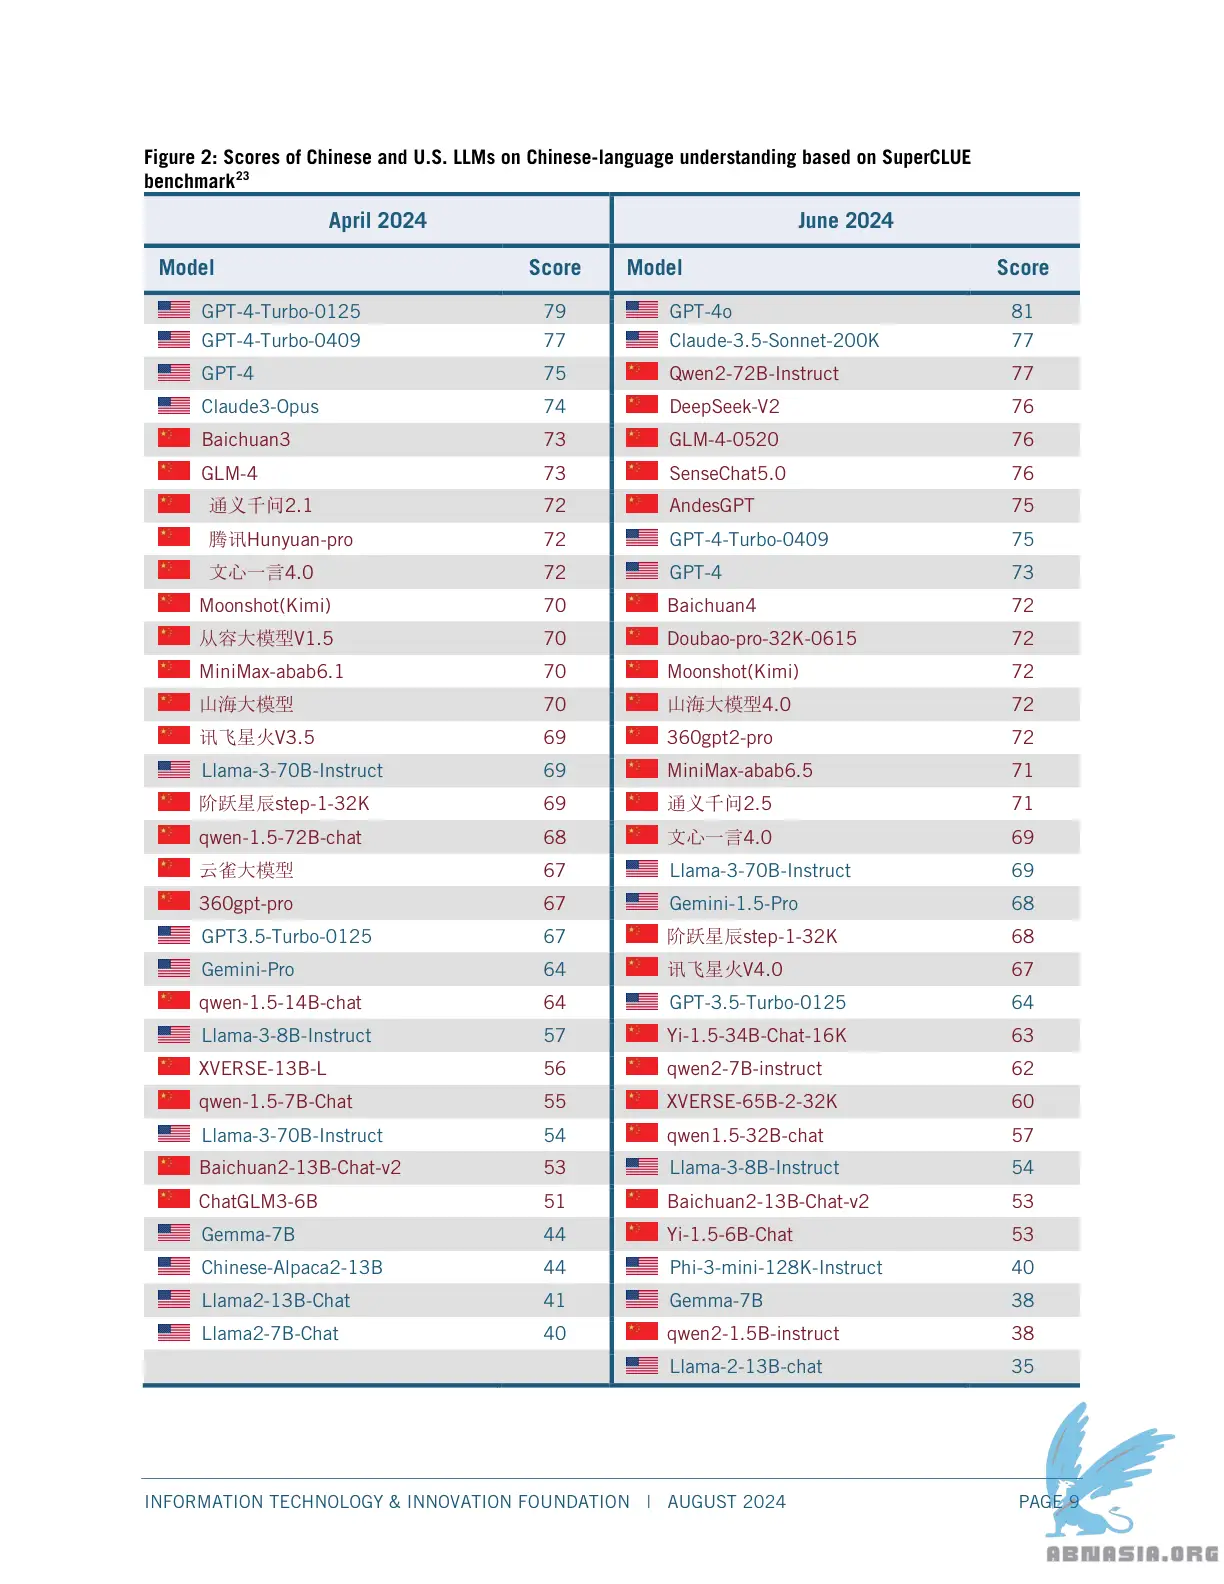 Figure 2: Scores of Chinese and U.S. LLMs on Chinese-language understanding based on SuperCLUE
benchmark23
April 2024 June 2024
Model Score Model Score
GPT-4-Turbo-0125 79 GPT-4o 81
GPT-4-Turbo-0409 77 Claude-3.5-Sonnet-200K 77
GPT-4 75 Qwen2-72B-Instruct 77
Claude3-Opus 74 DeepSeek-V2 76
Baichuan3 73 GLM-4-0520 76
GLM-4 73 SenseChat5.0 76
通义千问2.1 72 AndesGPT 75
腾讯Hunyuan-pro 72 GPT-4-Turbo-0409 75
文心一言4.0 72 GPT-4 73
Moonshot(Kimi) 70 Baichuan4 72
从容大模型V1.5 70 Doubao-pro-32K-0615 72
MiniMax-abab6.1 70 Moonshot(Kimi) 72
山海大模型 70 山海大模型4.0 72
讯飞星火V3.5 69 360gpt2-pro 72
Llama-3-70B-Instruct 69 MiniMax-abab6.5 71
阶跃星辰step-1-32K 69 通义千问2.5 71
qwen-1.5-72B-chat 68 文心一言4.0 69
云雀大模型 67 Llama-3-70B-Instruct 69
360gpt-pro 67 Gemini-1.5-Pro 68
GPT3.5-Turbo-0125 67 阶跃星辰step-1-32K 68
Gemini-Pro 64 讯飞星火V4.0 67
qwen-1.5-14B-chat 64 GPT-3.5-Turbo-0125 64
Llama-3-8B-Instruct 57 Yi-1.5-34B-Chat-16K 63
XVERSE-13B-L 56 qwen2-7B-instruct 62
qwen-1.5-7B-Chat 55 XVERSE-65B-2-32K 60
Llama-3-70B-Instruct 54 qwen1.5-32B-chat 57
Baichuan2-13B-Chat-v2 53 Llama-3-8B-Instruct 54
ChatGLM3-6B 51 Baichuan2-13B-Chat-v2 53
Gemma-7B 44 Yi-1.5-6B-Chat 53
Chinese-Alpaca2-13B 44 Phi-3-mini-128K-Instruct 40
Llama2-13B-Chat 41 Gemma-7B 38
Llama2-7B-Chat 40 qwen2-1.5B-instruct 38
Llama-2-13B-chat 35
INFORMATION TECHNOLOGY & INNOVATION FOUNDATION | AUGUST 2024 PAGE 9
ABNASIA.ORG